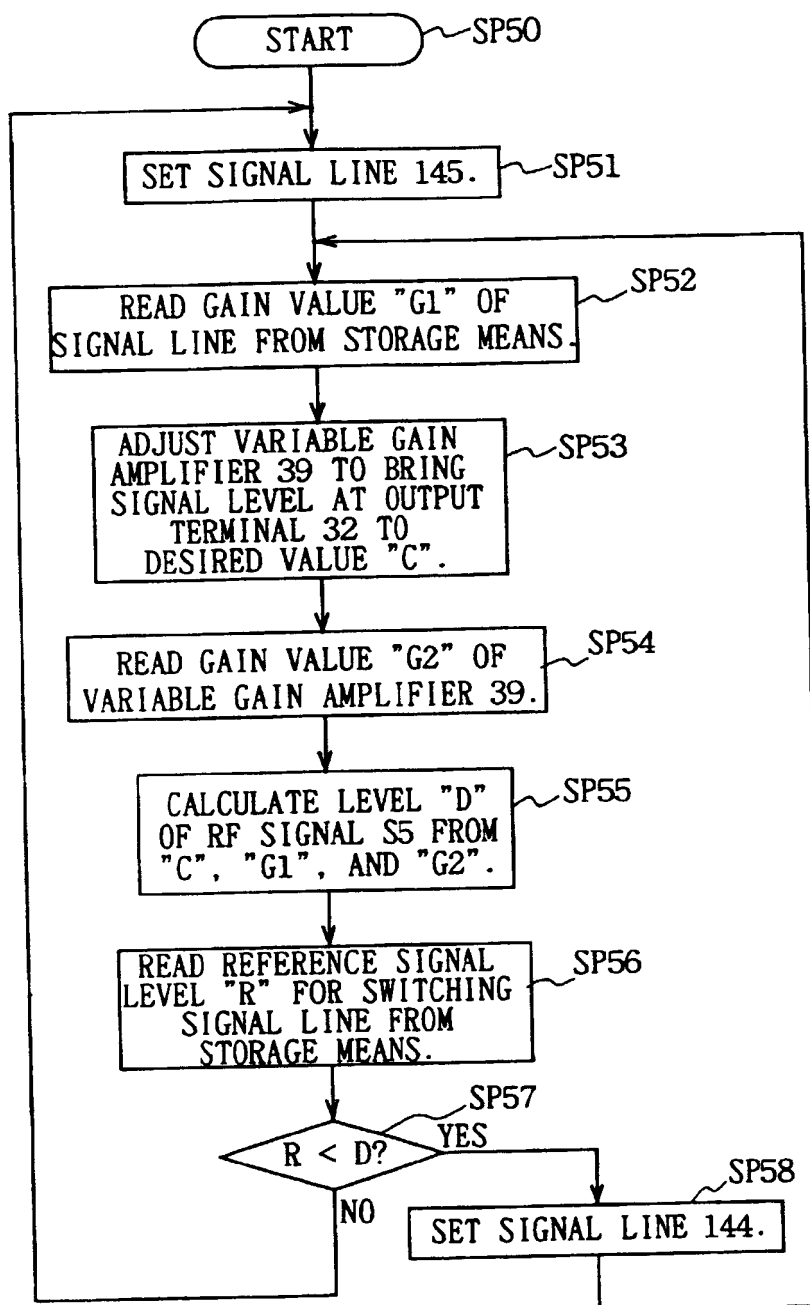 START
SP50
SET SIGNAL LINE 145.
SP51
READ GAIN VALUE "G1" OF
SIGNAL LINE FROM STORAGE MEANS.
SP52
ADJUST VARIABLE GAIN
AMPLIFIER 39 TO BRING
SIGNAL LEVEL AT OUTPUT
TERMINAL 32 TO
DESIRED VALUE "C".
SP53
READ GAIN VALUE "G2" OF
VARIABLE GAIN AMPLIFIER 39.
SP54
CALCULATE LEVEL "D"
OF RF SIGNAL S5 FROM
"C", "G1", AND "G2".
SP55
READ REFERENCE SIGNAL
LEVEL "R" FOR SWITCHING
SIGNAL LINE FROM
STORAGE MEANS.
SP56
R < D?
SP57
YES
NO
SET SIGNAL LINE 144.
SP58